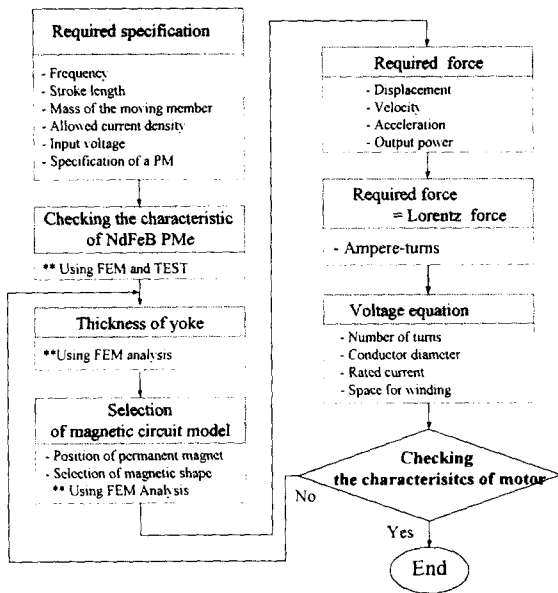 Required specification
- Frequency
- Stroke length
- Mass of the moving member
- Allowed current density
- Input voltage
- Specification of a PM
Checking the characteristic
of NdFeB PMe
** Using FEM and TEST
Thickness of yoke
**Using FEM analysis
Selection
of magnetic circuit model
- Position of permanent magnet
- Selection of magnetic shape
** Using FEM Analysis
Required force
- Displacement
- Velocity
- Acceleration
- Output power
Required force
= Lorentz force
- Ampere-turns
Voltage equation
- Number of turns
- Conductor diameter
- Rated current
- Space for winding
Checking
the characterisitcs of motor
No
Yes
End